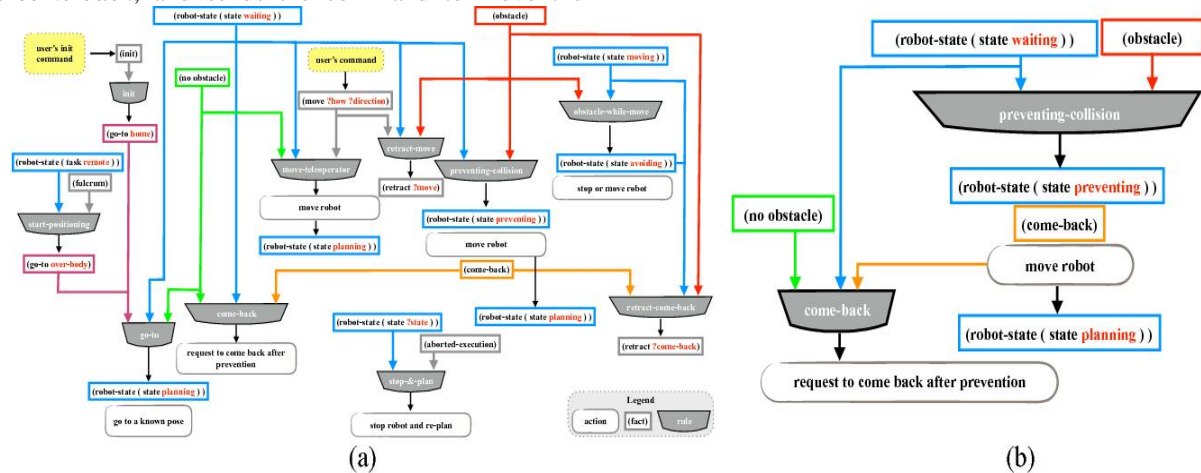 (robot-state ( state waiting ) )
(obstacle)
user's init
command
(init)
init
(no obstacle)
user's command
(move ?how ?direction)
(robot-state ( state moving ) )
obstacle-while-move
(go-to home)
retract-move
(robot-state ( task remote ) )
(fulcrum)
start-positioning
move-teleoperator
(retract ?move)
preventing-collision
(robot-state ( state avoiding ) )
stop or move robot
move robot
(robot-state ( state preventing ) )
(robot-state ( state planning ) )
move robot
(go-to over-body)
(come-back)
go-to
come-back
(robot-state ( state ?state ) )
(robot-state ( state planning ) )
retract-come-back
(aborted-execution)
request to come back after
prevention
(retract ?come-back)
stop-&-plan
(robot-state ( state planning ) )
go to a known pose
stop robot and re-plan
Legend
action
(fact)
rule
(a)
(robot-state ( state waiting ) )
(obstacle)
preventing-collision
(robot-state ( state preventing ) )
(no obstacle)
(come-back)
move robot
come-back
(robot-state ( state planning ) )
request to come back after prevention
(b)